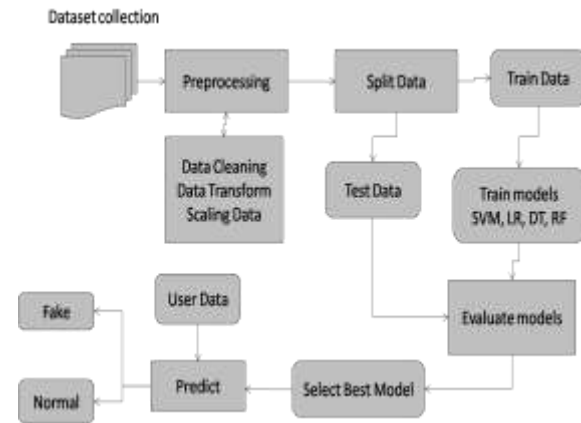 Dataset collection
Preprocessing
Split Data
Train Data
Data Cleaning
Data Transform
Scaling Data
Test Data
Train models
SVM, LR, DT, RF
User Data
Fake
Evaluate models
Predict
Select Best Model
Normal